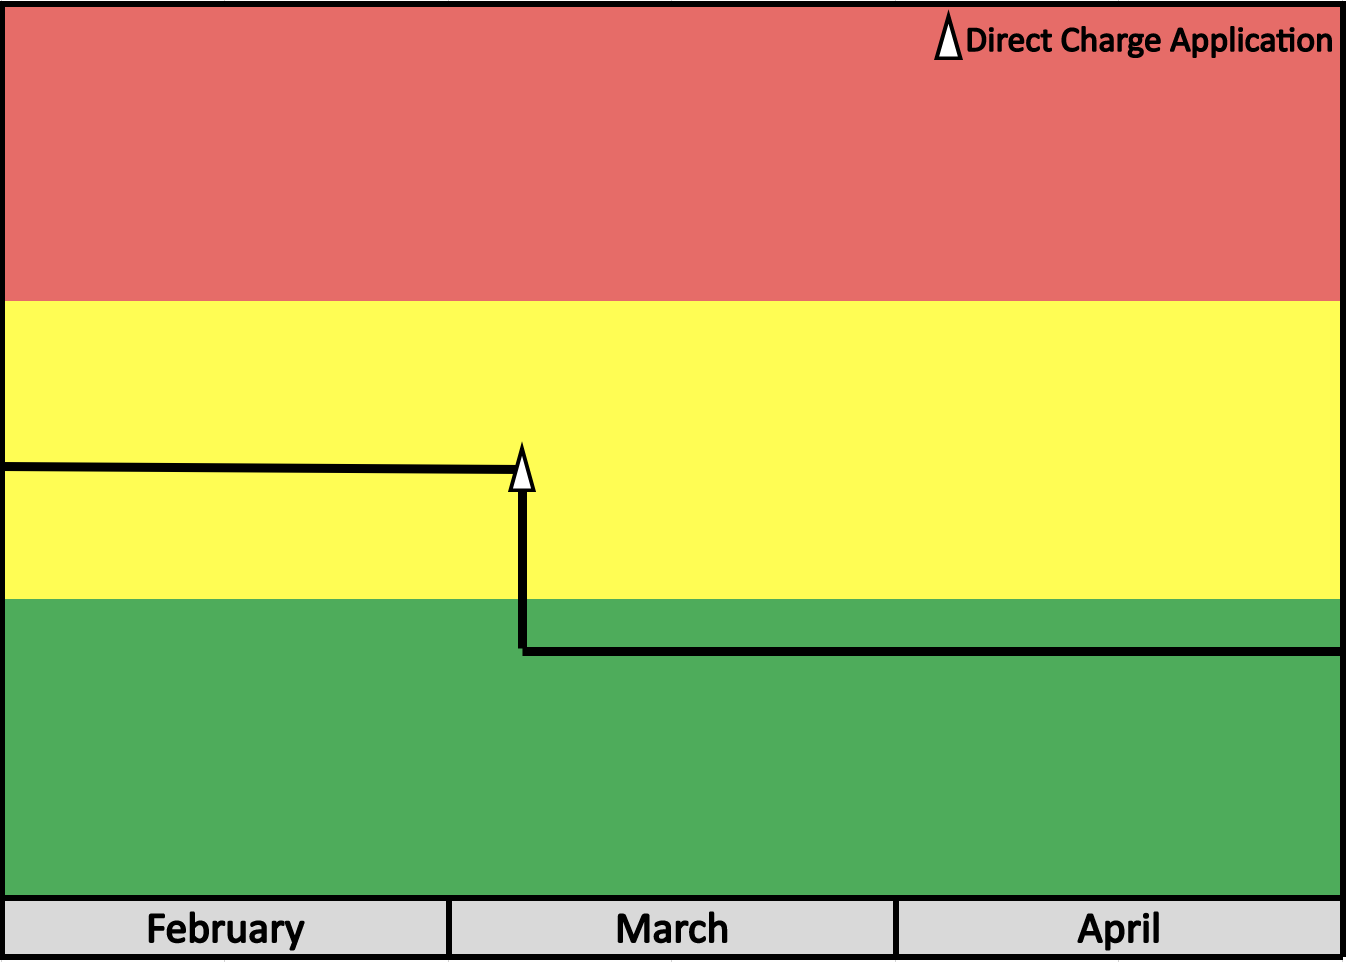 Direct Charge Application
February
March
April